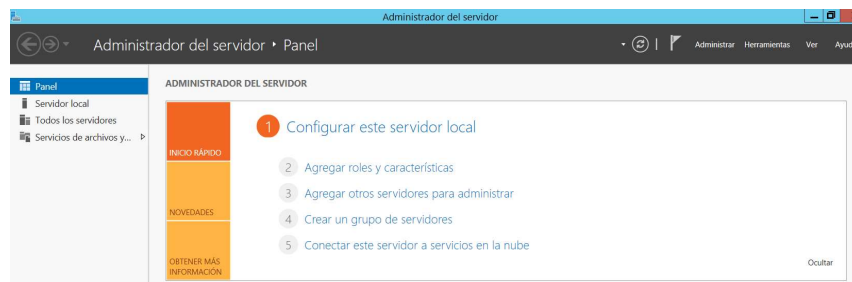 Administrador del servidor
Administrador del servidor ‣ Panel
Administrar Herramientas Ver Ayud
Panel
Servidor local
Todos los servidores
Servicios de archivos y...
ADMINISTRADOR DEL SERVIDOR
INICIO RÁPIDO
NOVEDADES
OBTENER MÁS
INFORMACIÓN
1 Configurar este servidor local
2 Agregar roles y características
3 Agregar otros servidores para administrar
4 Crear un grupo de servidores
5 Conectar este servidor a servicios en la nube
Ocultar